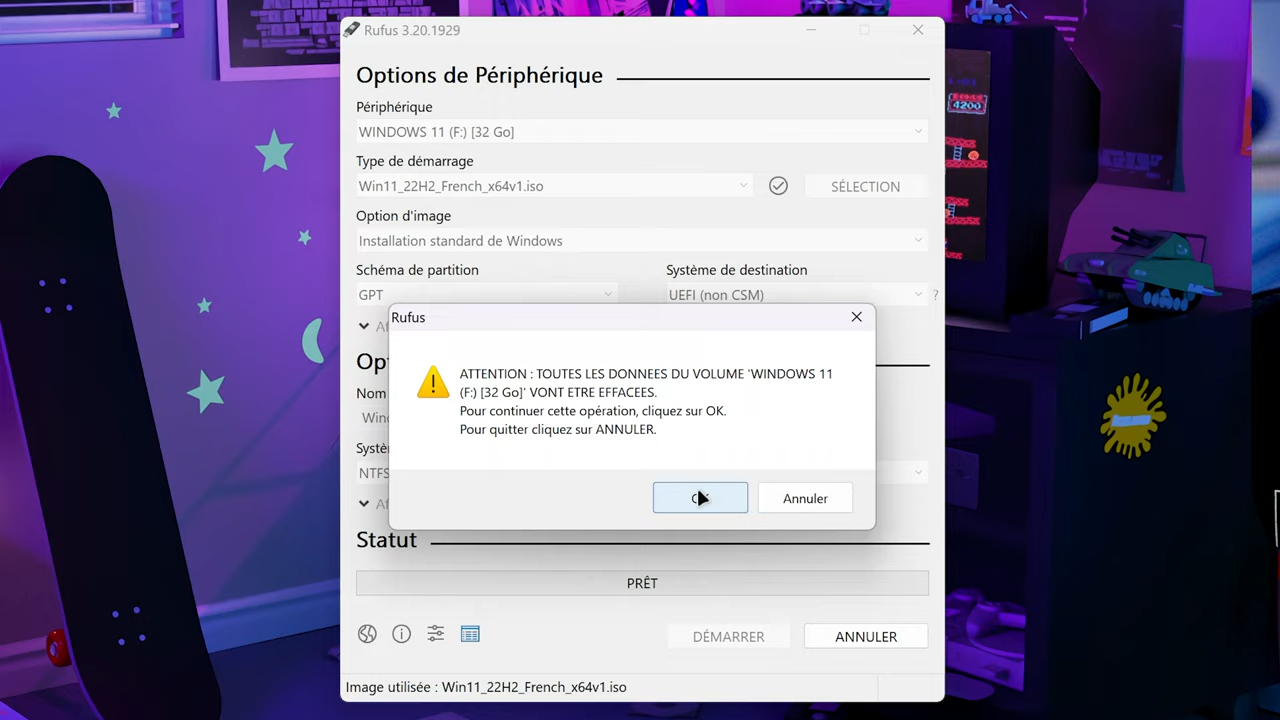 Rufus 3.20.1929
Options de Périphérique
Périphérique
WINDOWS 11 (F:) [32 Go]
Type de démarrage
Win11_22H2_French_x64v1.iso
SÉLECTION
Option d'image
Installation standard de Windows
Schéma de partition
Système de destination
GPT
UEFI (non CSM)
?
Rufus
ATTENTION : TOUTES LES DONNEES DU VOLUME 'WINDOWS 11
(F:) [32 Go]' VONT ETRE EFFACEES.
Pour continuer cette opération, cliquez sur OK.
Pour quitter cliquez sur ANNULER.
Annuler
Nom
NTFS
Statut
PRÊT
DÉMARRER
ANNULER
Image utilisée : Win11_22H2_French_x64v1.iso
4200